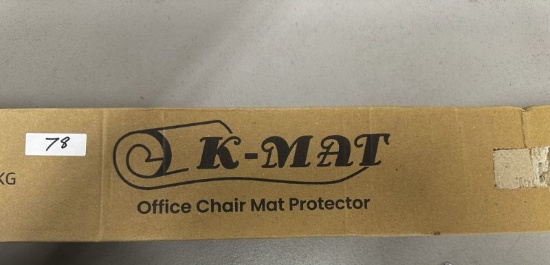 78
KG
K-MAT
Office Chair Mat Protector